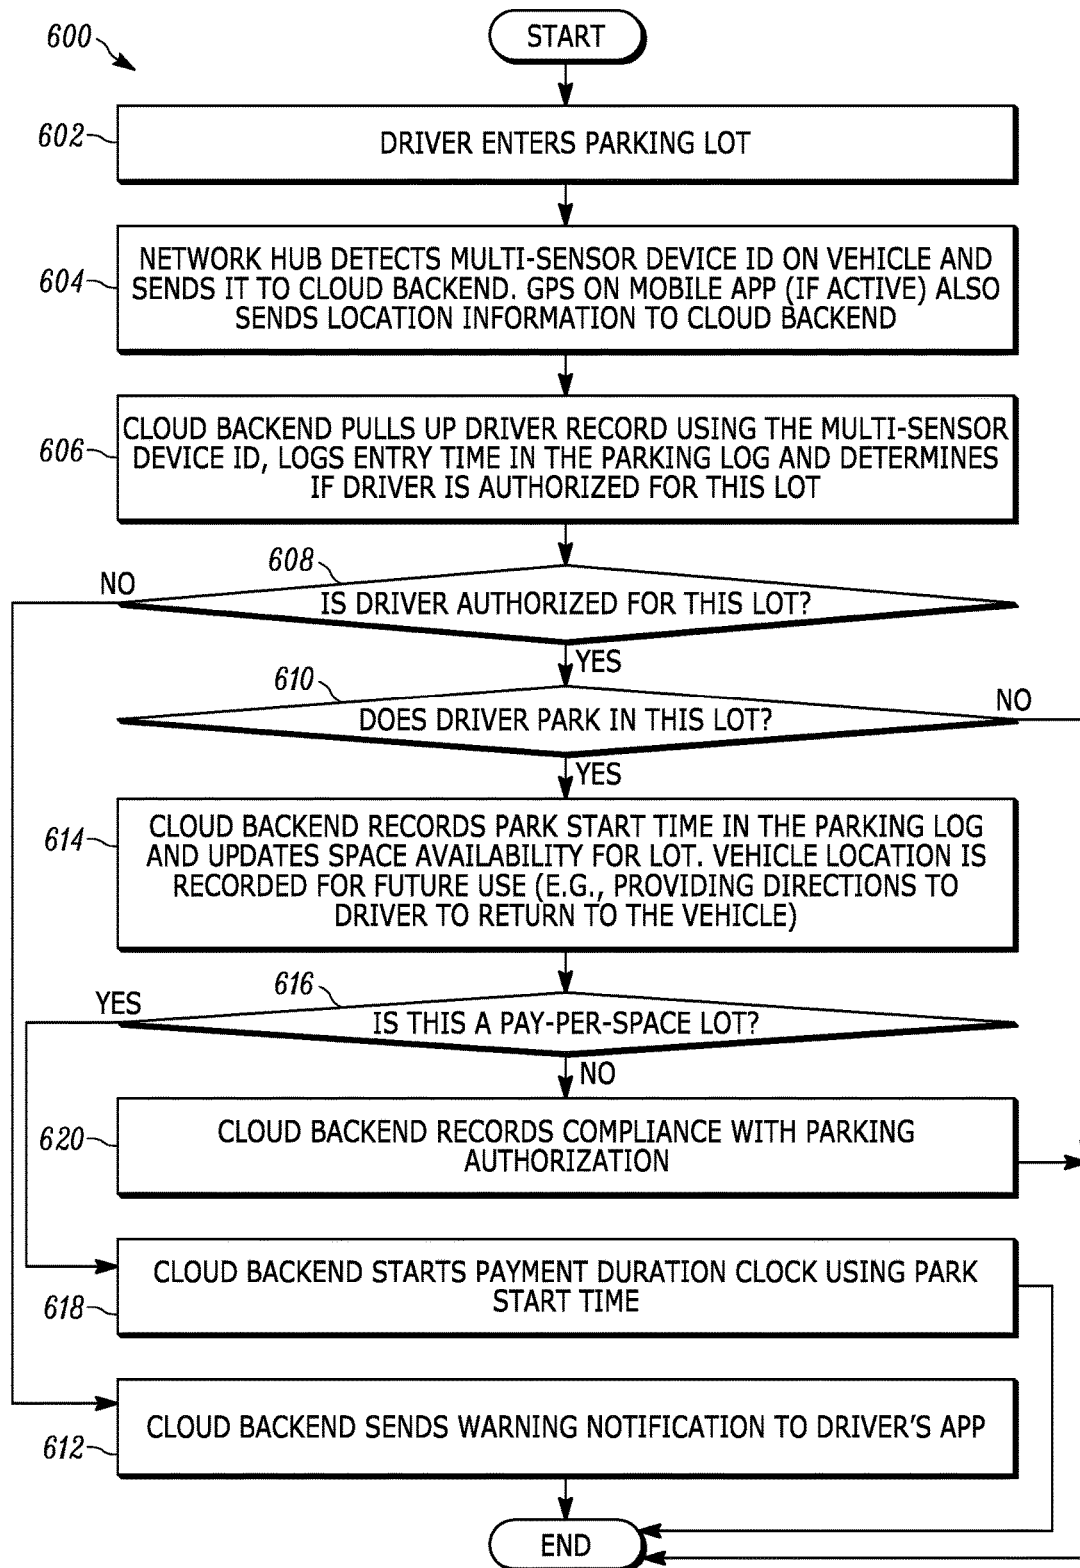 600
START
602
DRIVER ENTERS PARKING LOT
604
NETWORK HUB DETECTS MULTI-SENSOR DEVICE ID ON VEHICLE AND
SENDS IT TO CLOUD BACKEND. GPS ON MOBILE APP (IF ACTIVE) ALSO
SENDS LOCATION INFORMATION TO CLOUD BACKEND
606
CLOUD BACKEND PULLS UP DRIVER RECORD USING THE MULTI-SENSOR
DEVICE ID, LOGS ENTRY TIME IN THE PARKING LOG AND DETERMINES
IF DRIVER IS AUTHORIZED FOR THIS LOT
608
NO
IS DRIVER AUTHORIZED FOR THIS LOT?
YES
610
NO
DOES DRIVER PARK IN THIS LOT?
YES
614
CLOUD BACKEND RECORDS PARK START TIME IN THE PARKING LOG
AND UPDATES SPACE AVAILABILITY FOR LOT. VEHICLE LOCATION IS
RECORDED FOR FUTURE USE (E.G., PROVIDING DIRECTIONS TO
DRIVER TO RETURN TO THE VEHICLE)
616
YES
IS THIS A PAY-PER-SPACE LOT?
NO
620
CLOUD BACKEND RECORDS COMPLIANCE WITH PARKING
AUTHORIZATION
CLOUD BACKEND STARTS PAYMENT DURATION CLOCK USING PARK
START TIME
618
CLOUD BACKEND SENDS WARNING NOTIFICATION TO DRIVER'S APP
612
END